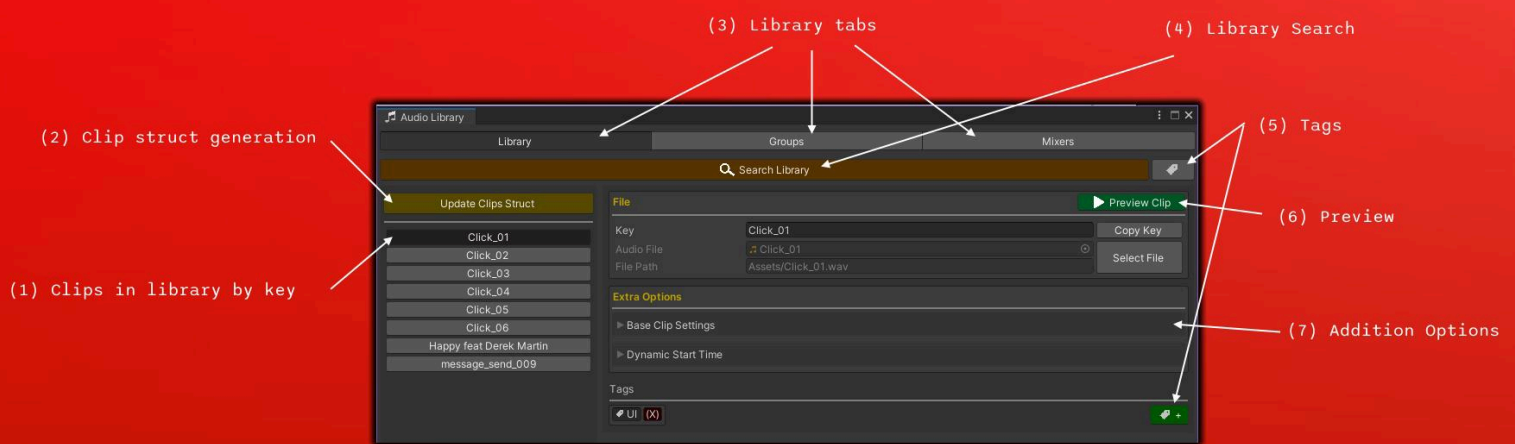 (3) Library tabs
(4) Library Search
(2) Clip struct generation
(5) Tags
Audio Library
Library
Groups
Mixers
Search Library
Update Clips Struct
File
Preview Clip
(6) Preview
Key
Click_01
Copy Key
Audio File
Click_01
File Path
Assets/Click_01.wav
Select File
(1) Clips in library by key
Click_01
Click_02
Click_03
Click_04
Click_05
Click_06
Happy feat Derek Martin
message_send_009
Extra Options
Base Clip Settings
(7) Addition Options
Dynamic Start Time
Tags
UI (X)
+